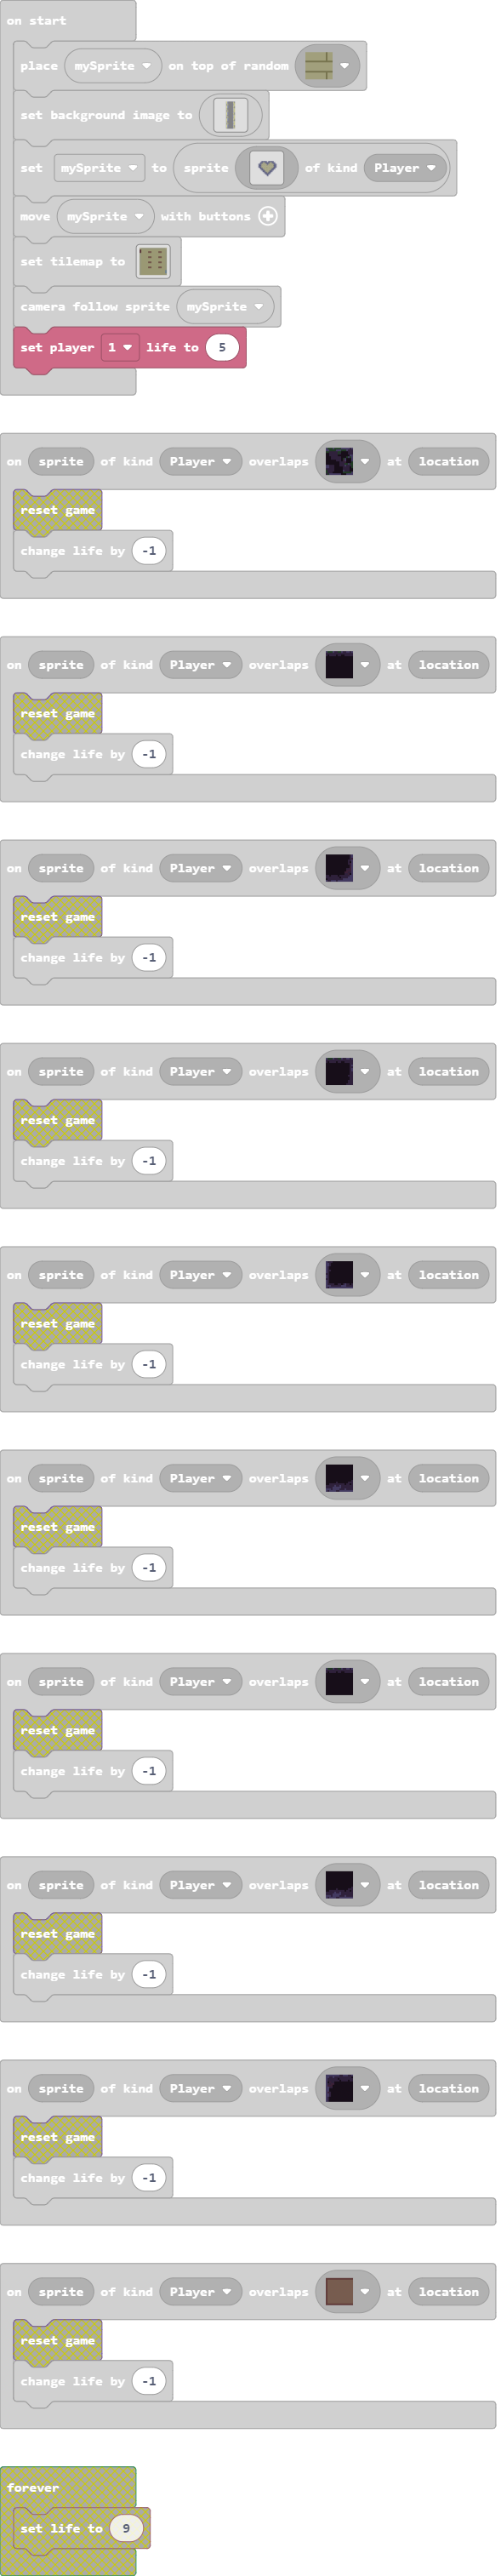 on start
place mySprite on top of random
set background image to
set mySprite to sprite of kind Player
move mySprite with buttons
set tilemap to
camera follow sprite mySprite
set player 1 life to 5
on sprite of kind Player overlaps at location
reset game
change life by -1
on sprite of kind Player overlaps at location
reset game
change life by -1
on sprite of kind Player overlaps at location
reset game
change life by -1
on sprite of kind Player overlaps at location
reset game
change life by -1
on sprite of kind Player overlaps at location
reset game
change life by -1
on sprite of kind Player overlaps at location
reset game
change life by -1
on sprite of kind Player overlaps at location
reset game
change life by -1
on sprite of kind Player overlaps at location
reset game
change life by -1
on sprite of kind Player overlaps at location
reset game
change life by -1
on sprite of kind Player overlaps at location
reset game
change life by -1
forever
set life to 9